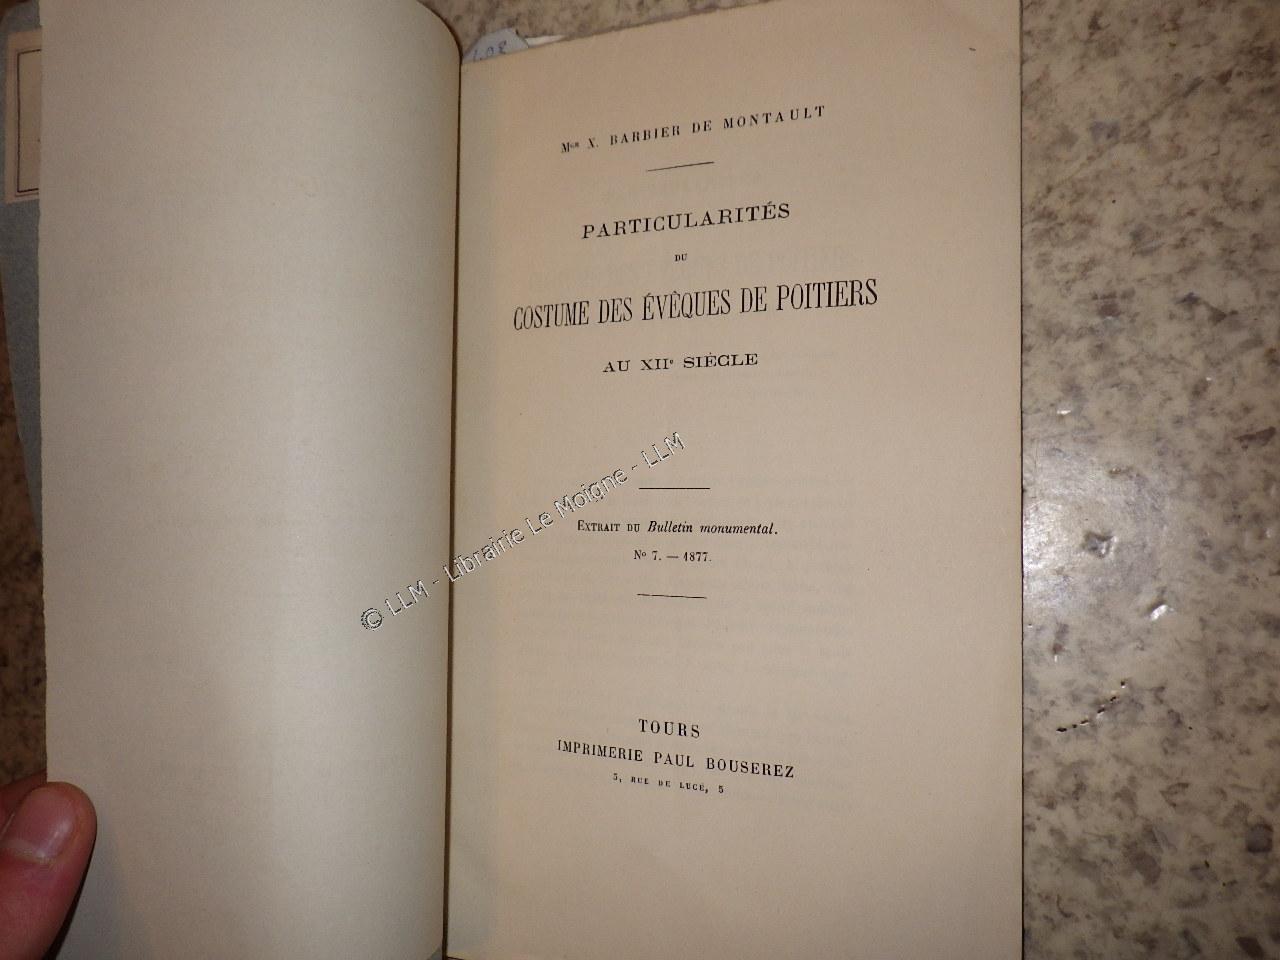 Mgr X. BARBIER DE MONTAULT
PARTICULARITÉS
DU
COSTUME DES ÉVÊQUES DE POITIERS
AU XIIe SIÈCLE
EXTRAIT DU Bulletin monumental.
No 7. — 1877.
© LLM - Librairie Le Moigne - LLM
TOURS
IMPRIMERIE PAUL BOUSEREZ
5, RUE DE LUCÉ, 5